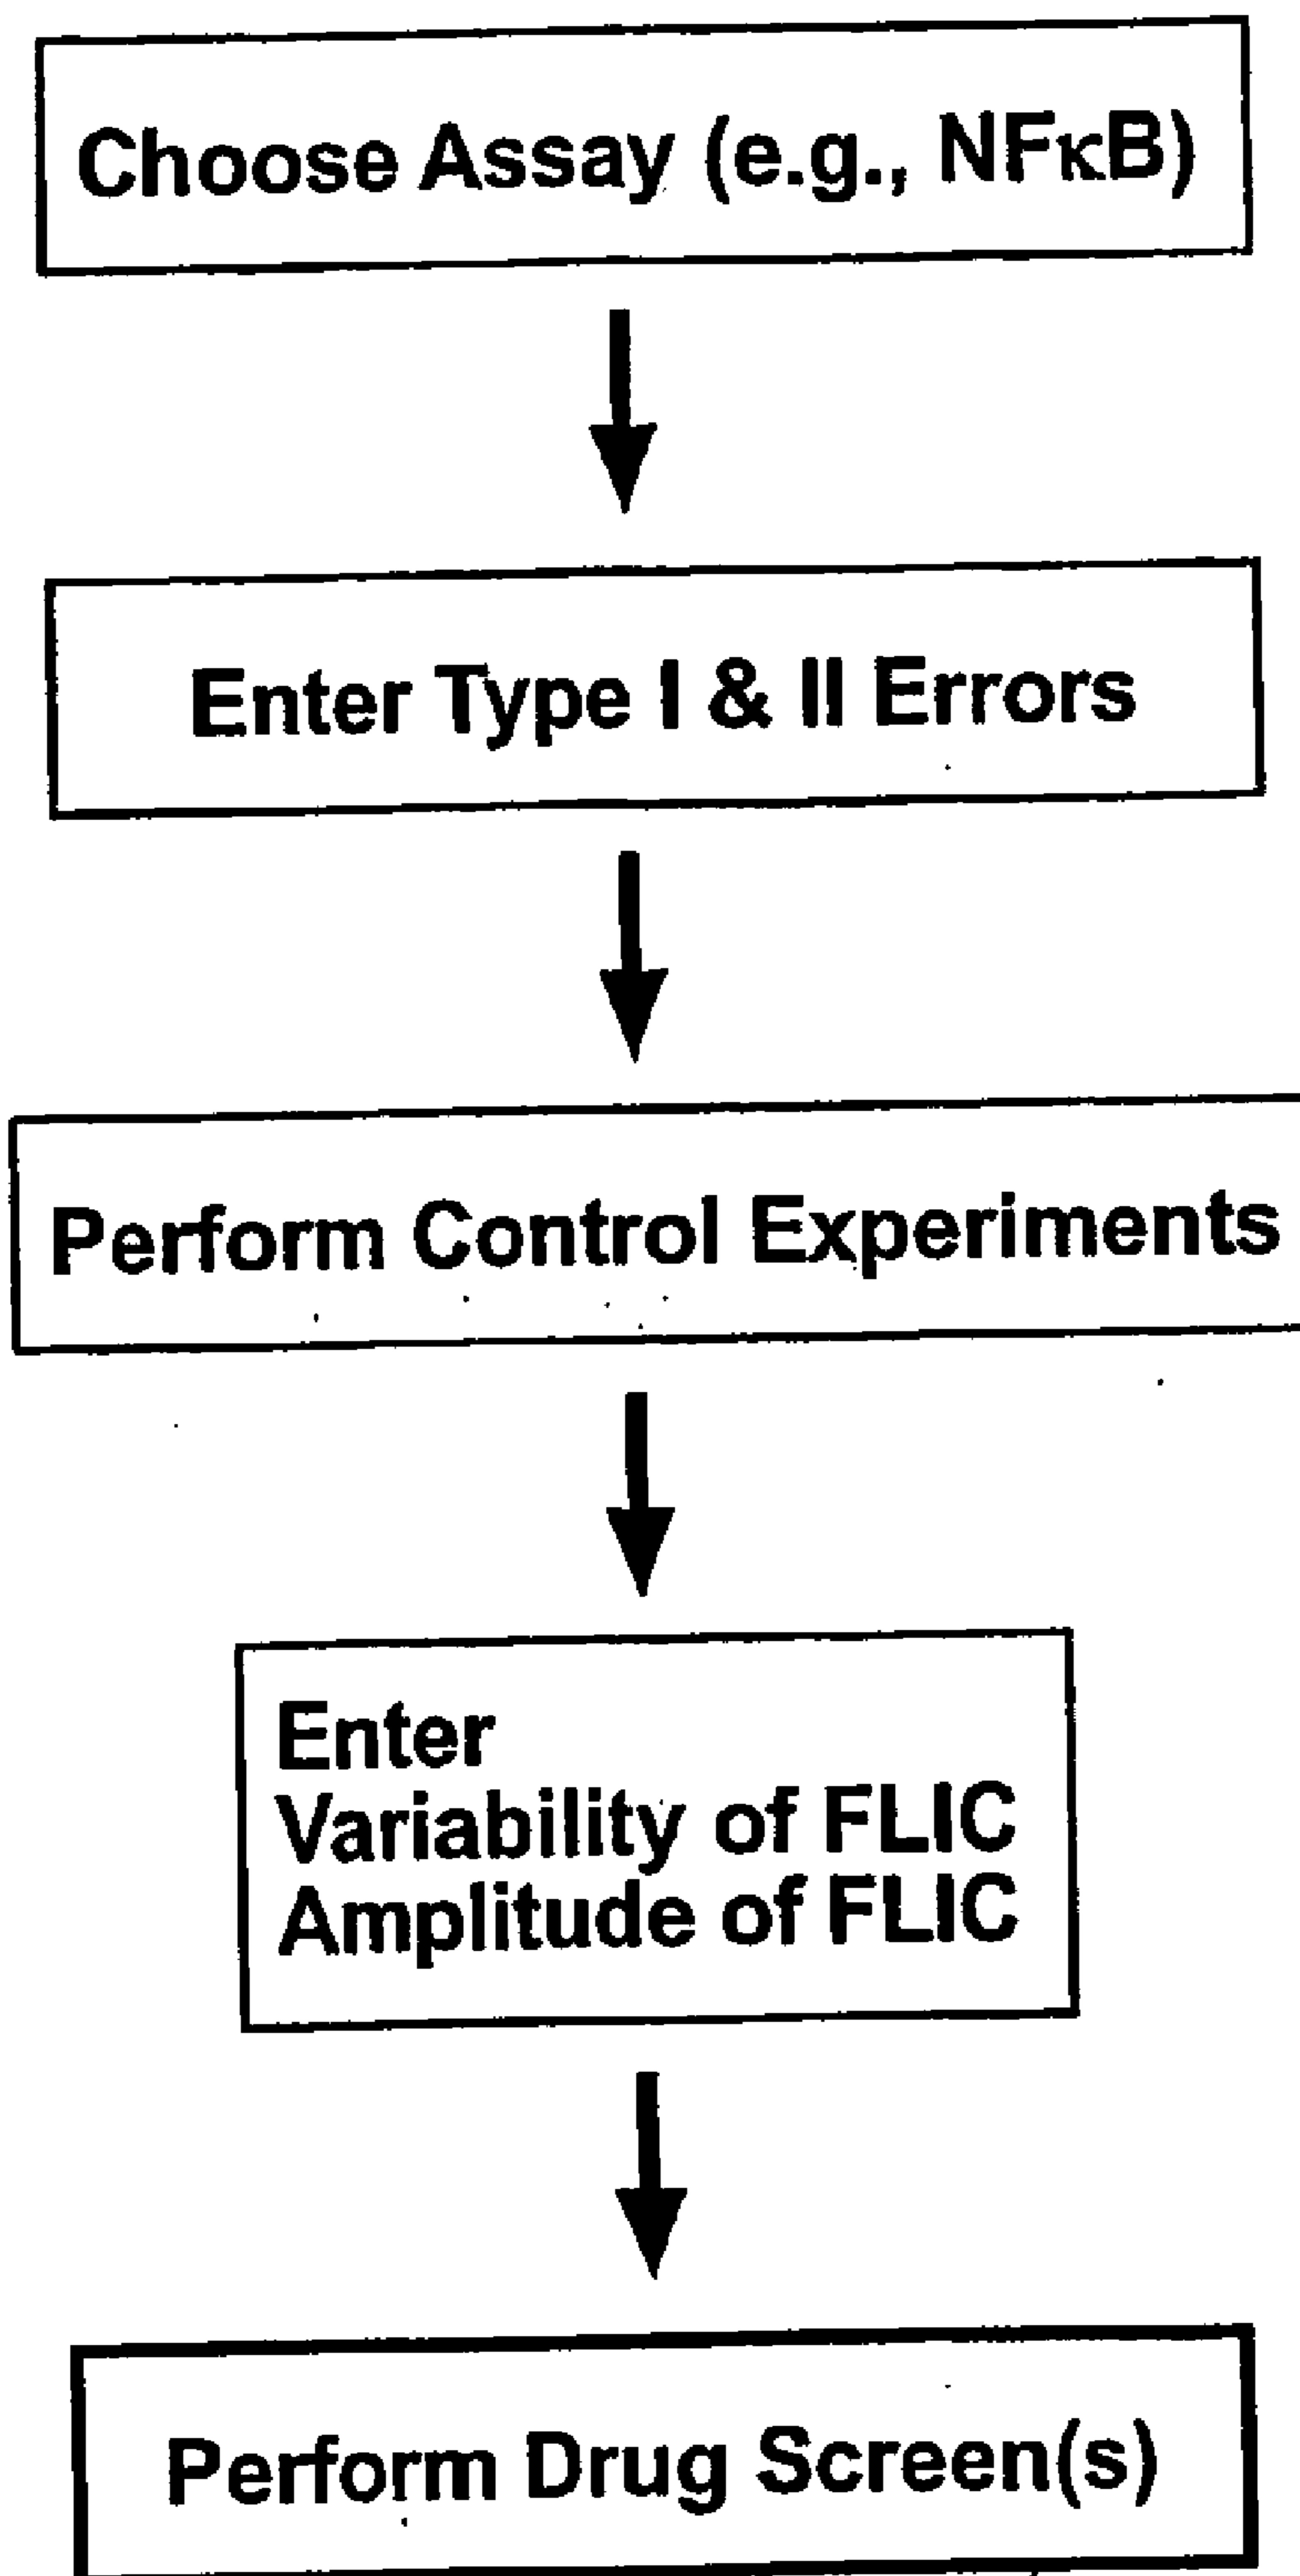 Choose Assay (e.g., NFκB)
Enter Type I & II Errors
Perform Control Experiments
Enter
Variability of FLIC
Amplitude of FLIC
Perform Drug Screen(s)